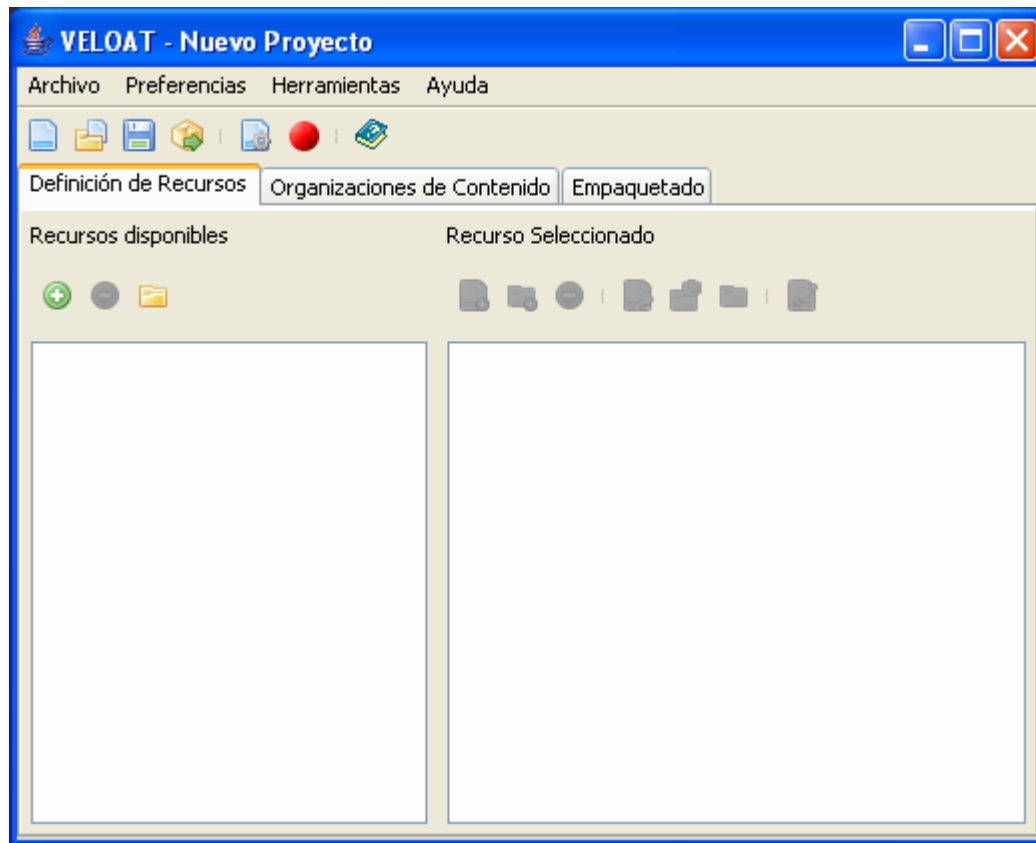 VELOAT - Nuevo Proyecto
Archivo Preferencias Herramientas Ayuda
Definición de Recursos Organizaciones de Contenido Empaquetado
Recursos disponibles Recurso Seleccionado